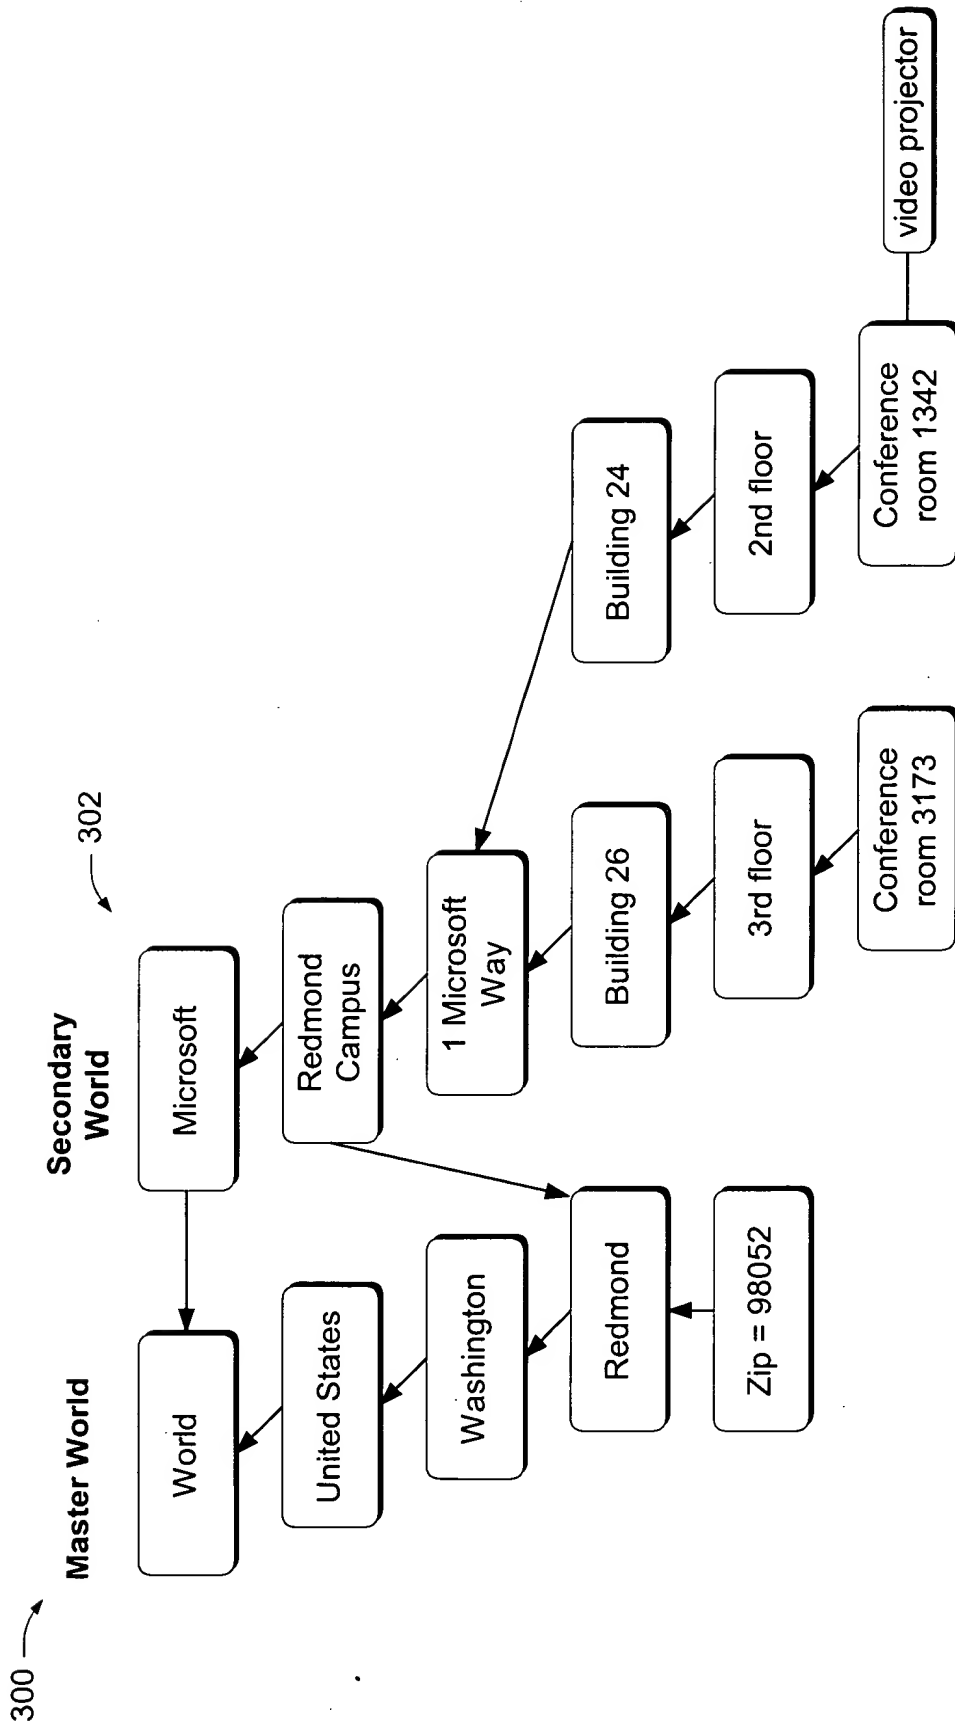 300
Master World
World
United States
Washington
Redmond
Zip = 98052
302
Secondary
World
Microsoft
Redmond
Campus
1 Microsoft
Way
Building 26
3rd floor
Conference
room 3173
Building 24
2nd floor
Conference
room 1342
video projector